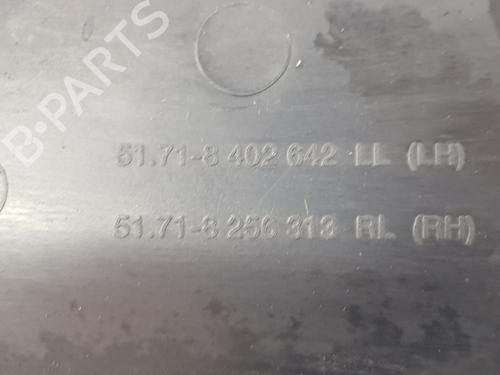 B-PARTS
51.71-8 402 642 LL (LH)
51.71-8 256 313 RL (RH)